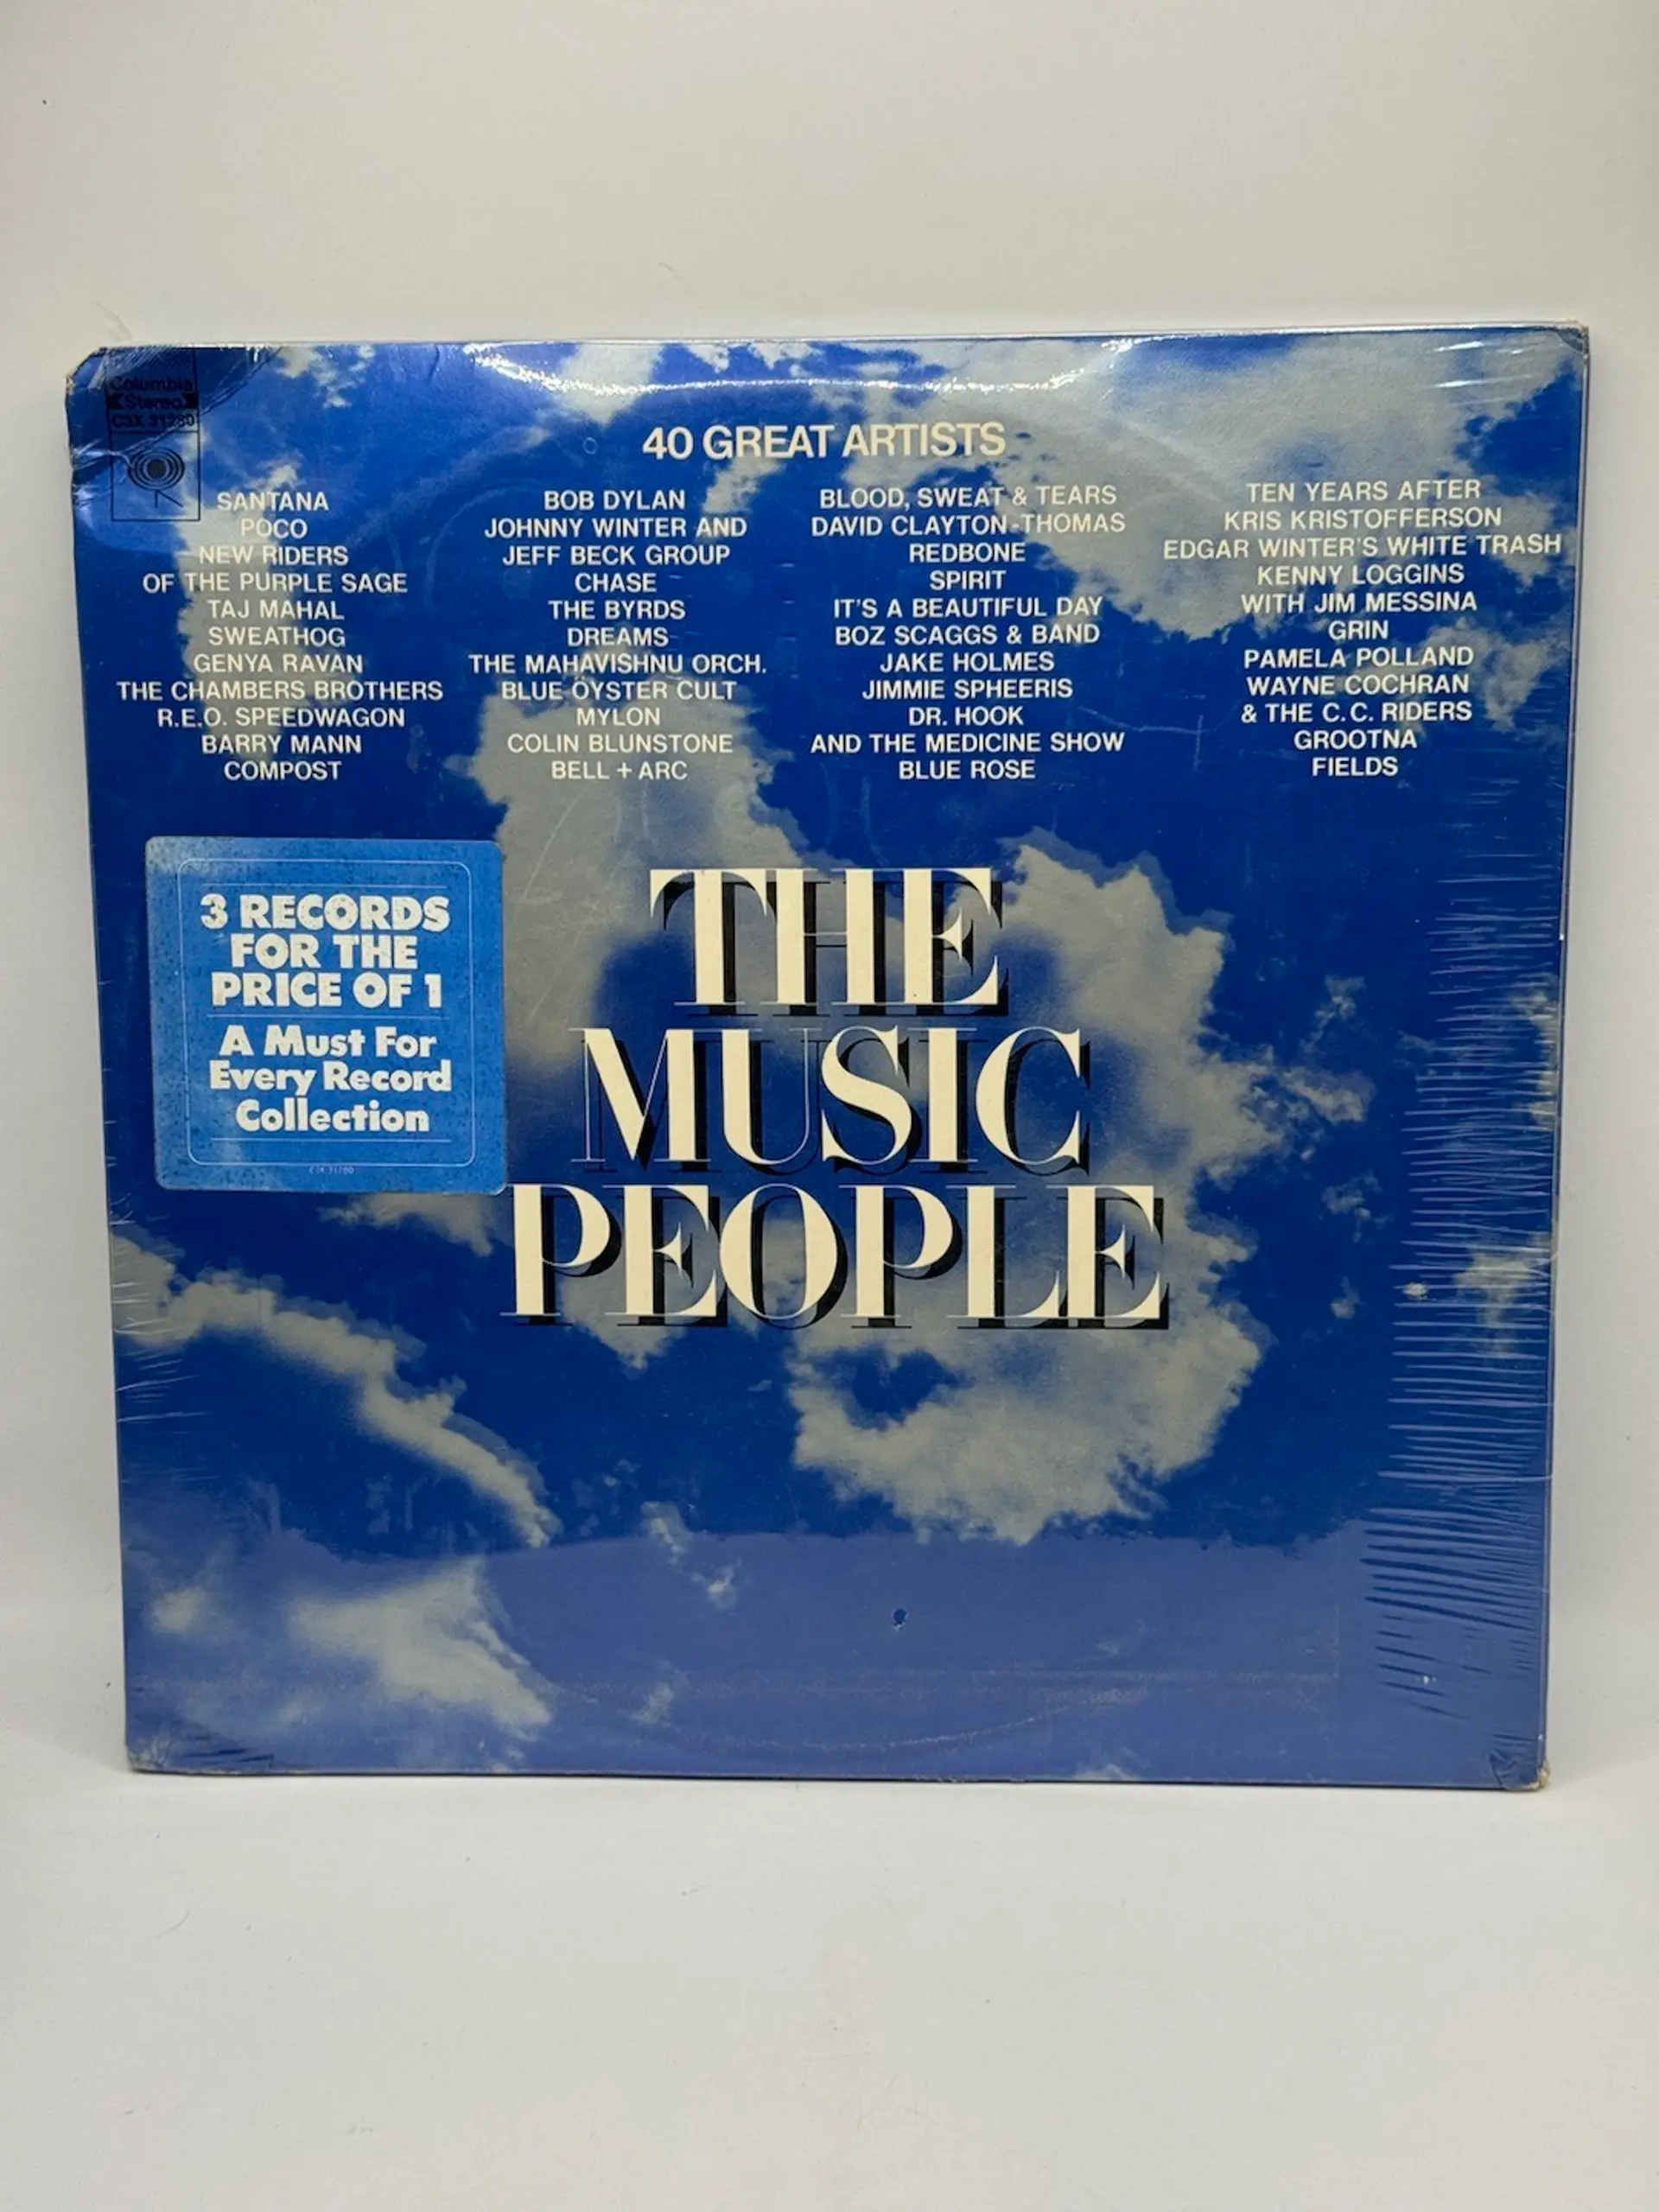 Columbia
Stereo
C3X 31280
40 GREAT ARTISTS
SANTANA
POCO
NEW RIDERS
OF THE PURPLE SAGE
TAJ MAHAL
SWEATHOG
GENYA RAVAN
THE CHAMBERS BROTHERS
R.E.O. SPEEDWAGON
BARRY MANN
COMPOST
BOB DYLAN
JOHNNY WINTER AND
JEFF BECK GROUP
CHASE
THE BYRDS
DREAMS
THE MAHAVISHNU ORCH.
BLUE ÖYSTER CULT
MYLON
COLIN BLUNSTONE
BELL + ARC
BLOOD, SWEAT & TEARS
DAVID CLAYTON-THOMAS
REDBONE
SPIRIT
IT'S A BEAUTIFUL DAY
BOZ SCAGGS & BAND
JAKE HOLMES
JIMMIE SPHEERIS
DR. HOOK
AND THE MEDICINE SHOW
BLUE ROSE
TEN YEARS AFTER
KRIS KRISTOFFERSON
EDGAR WINTER'S WHITE TRASH
KENNY LOGGINS
WITH JIM MESSINA
GRIN
PAMELA POLLAND
WAYNE COCHRAN
& THE C.C. RIDERS
GROOTNA
FIELDS
3 RECORDS
FOR THE
PRICE OF 1
A Must For
Every Record
Collection
C3X 31280
THE
MUSIC
PEOPLE